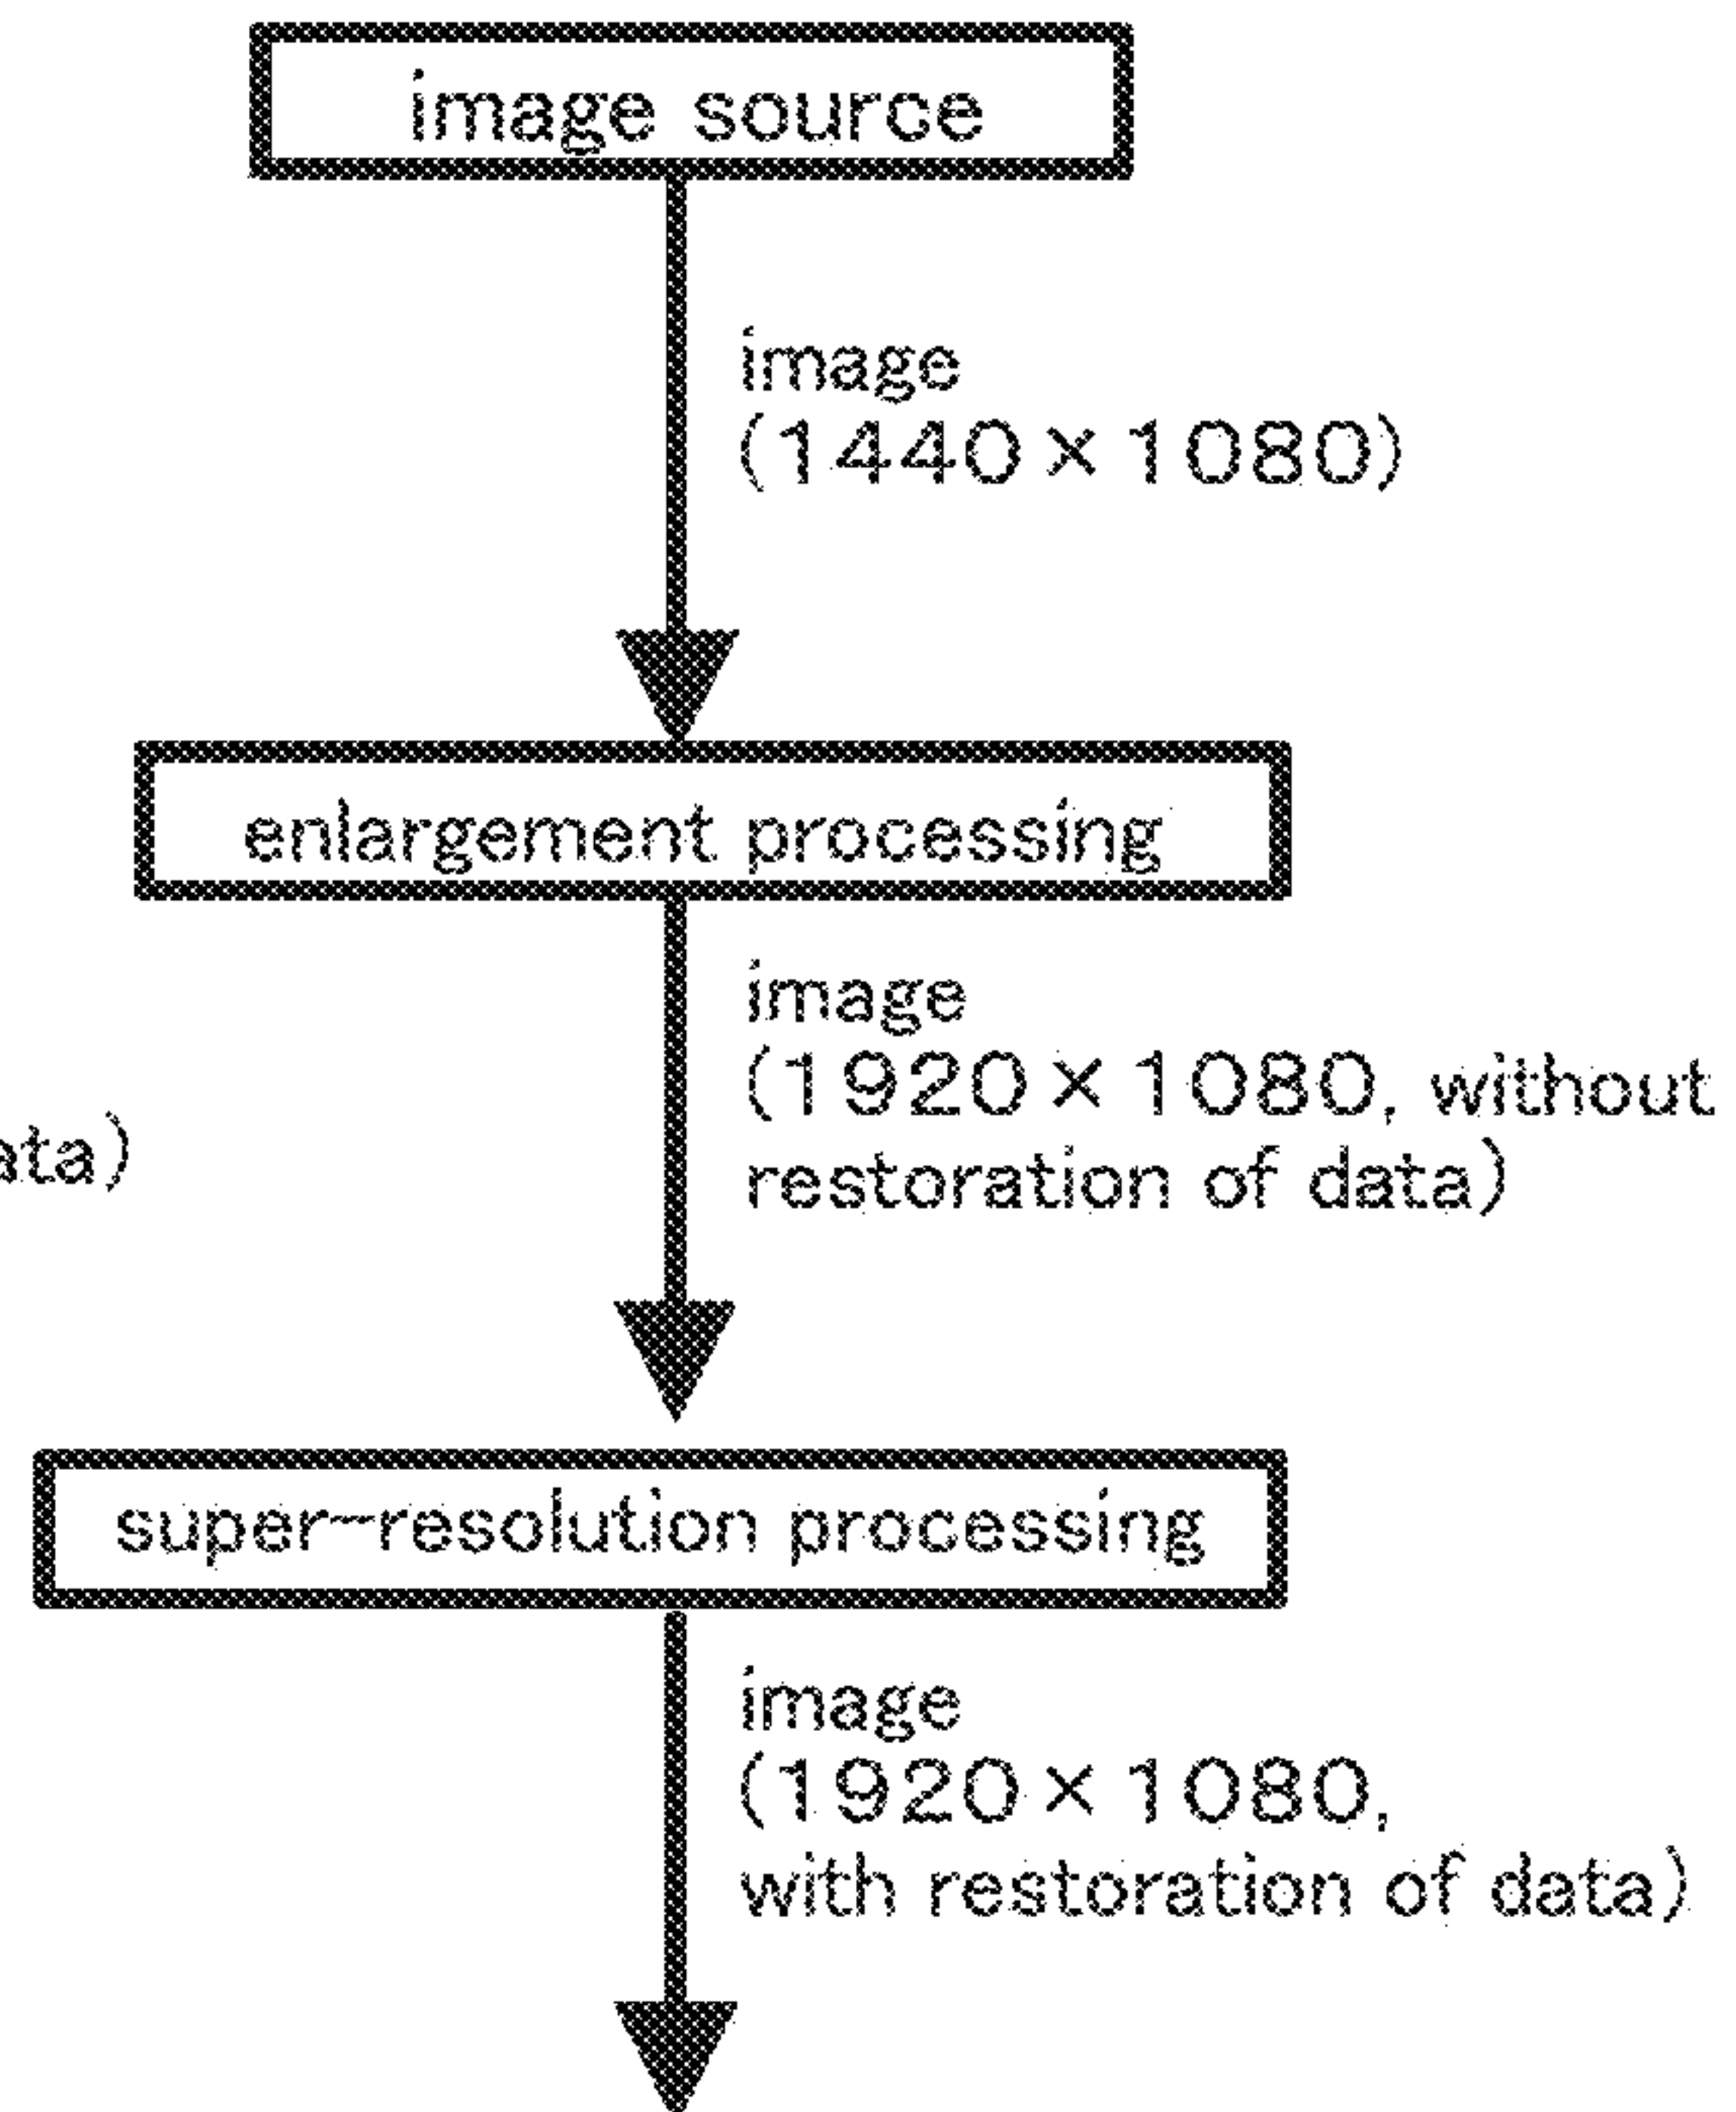 image source
image
(1440×1080)
enlargement processing
image
(1920×1080, without
restoration of data)
ata)
super-resolution processing
image
(1920×1080,
with restoration of data)